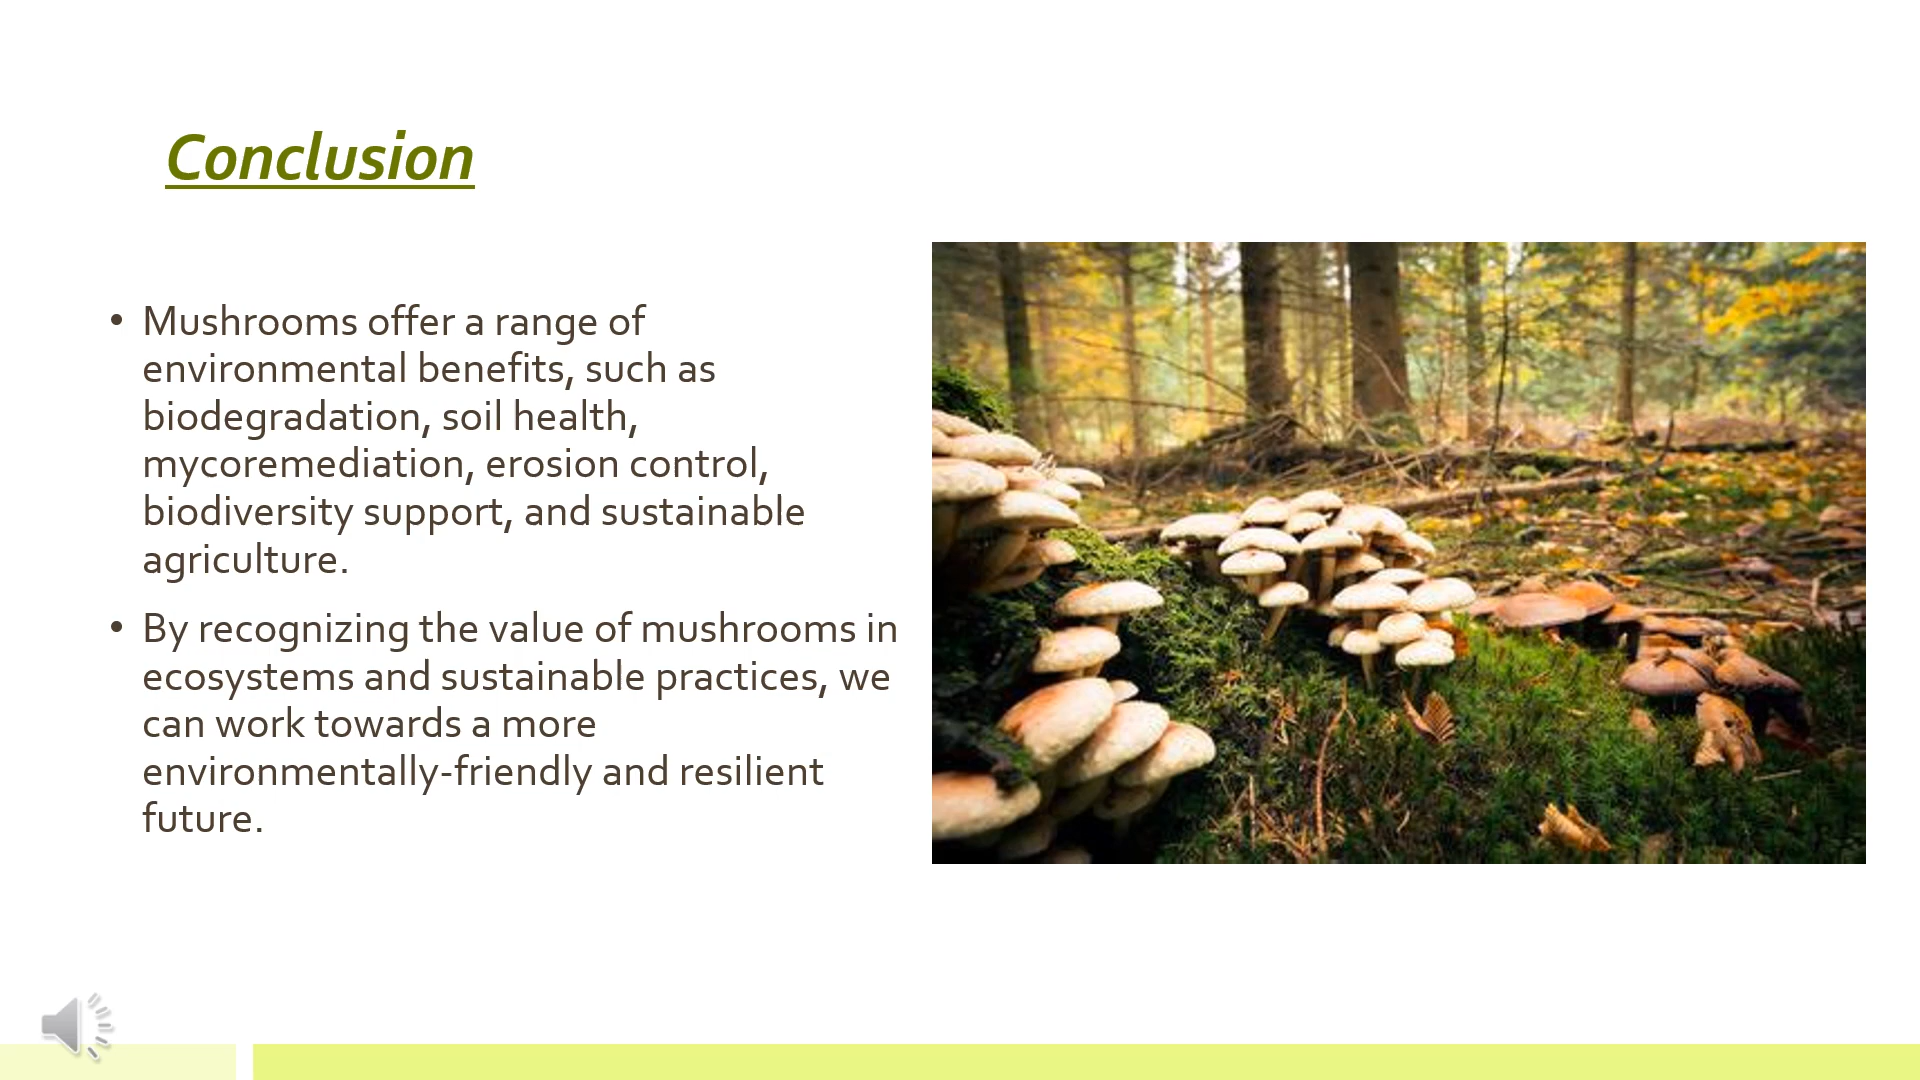 Conclusion
• Mushrooms offer a range of
environmental benefits, such as
biodegradation, soil health,
mycoremediation, erosion control,
biodiversity support, and sustainable
agriculture.
• By recognizing the value of mushrooms in
ecosystems and sustainable practices, we
can work towards a more
environmentally-friendly and resilient
future.